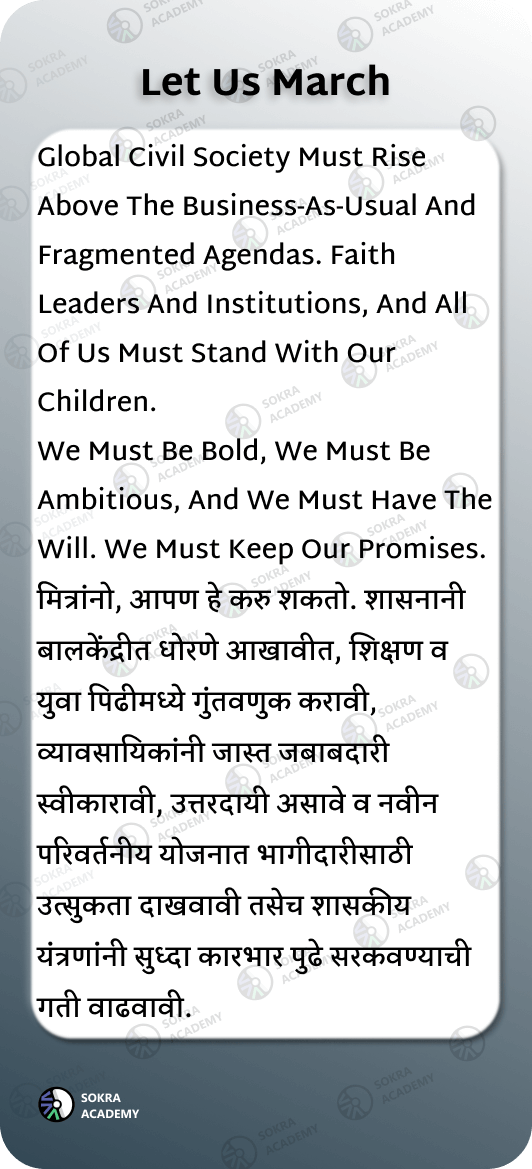 Let Us March
Global Civil Society Must Rise
Above The Business-As-Usual And
Fragmented Agendas. Faith
Leaders And Institutions, And All
Of Us Must Stand With Our
Children.
We Must Be Bold, We Must Be
Ambitious, And We Must Have The
Will. We Must Keep Our Promises.
मित्रांनो, आपण हे करु शकतो. शासनानी
बालकेंद्रीत धोरणे आखावीत, शिक्षण व
युवा पिढीमध्ये गुंतवणुक करावी,
व्यावसायिकांनी जास्त जबाबदारी
स्वीकारावी, उत्तरदायी असावे व नवीन
परिवर्तनीय योजनात भागीदारीसाठी
उत्सुकता दाखवावी तसेच शासकीय
यंत्रणांनी सुध्दा कारभार पुढे सरकवण्याची
गती वाढवावी.
SOKRA
ACADEMY